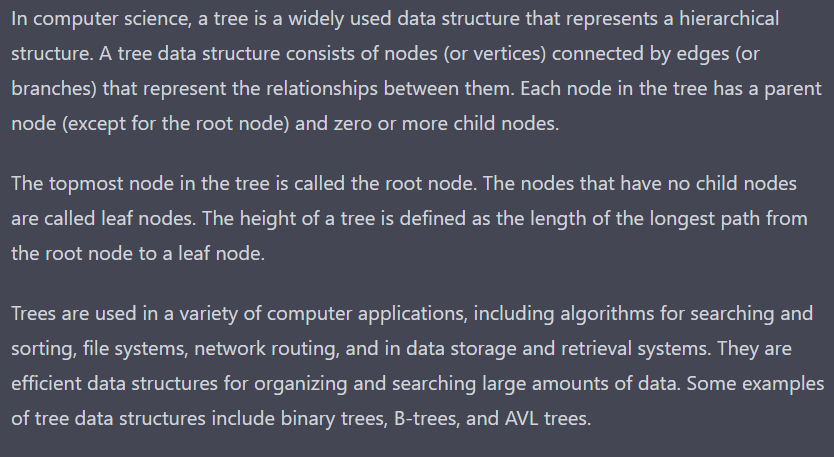 In computer science, a tree is a widely used data structure that represents a hierarchical
structure. A tree data structure consists of nodes (or vertices) connected by edges (or
branches) that represent the relationships between them. Each node in the tree has a parent
node (except for the root node) and zero or more child nodes.
The topmost node in the tree is called the root node. The nodes that have no child nodes
are called leaf nodes. The height of a tree is defined as the length of the longest path from
the root node to a leaf node.
Trees are used in a variety of computer applications, including algorithms for searching and
sorting, file systems, network routing, and in data storage and retrieval systems. They are
efficient data structures for organizing and searching large amounts of data. Some examples
of tree data structures include binary trees, B-trees, and AVL trees.